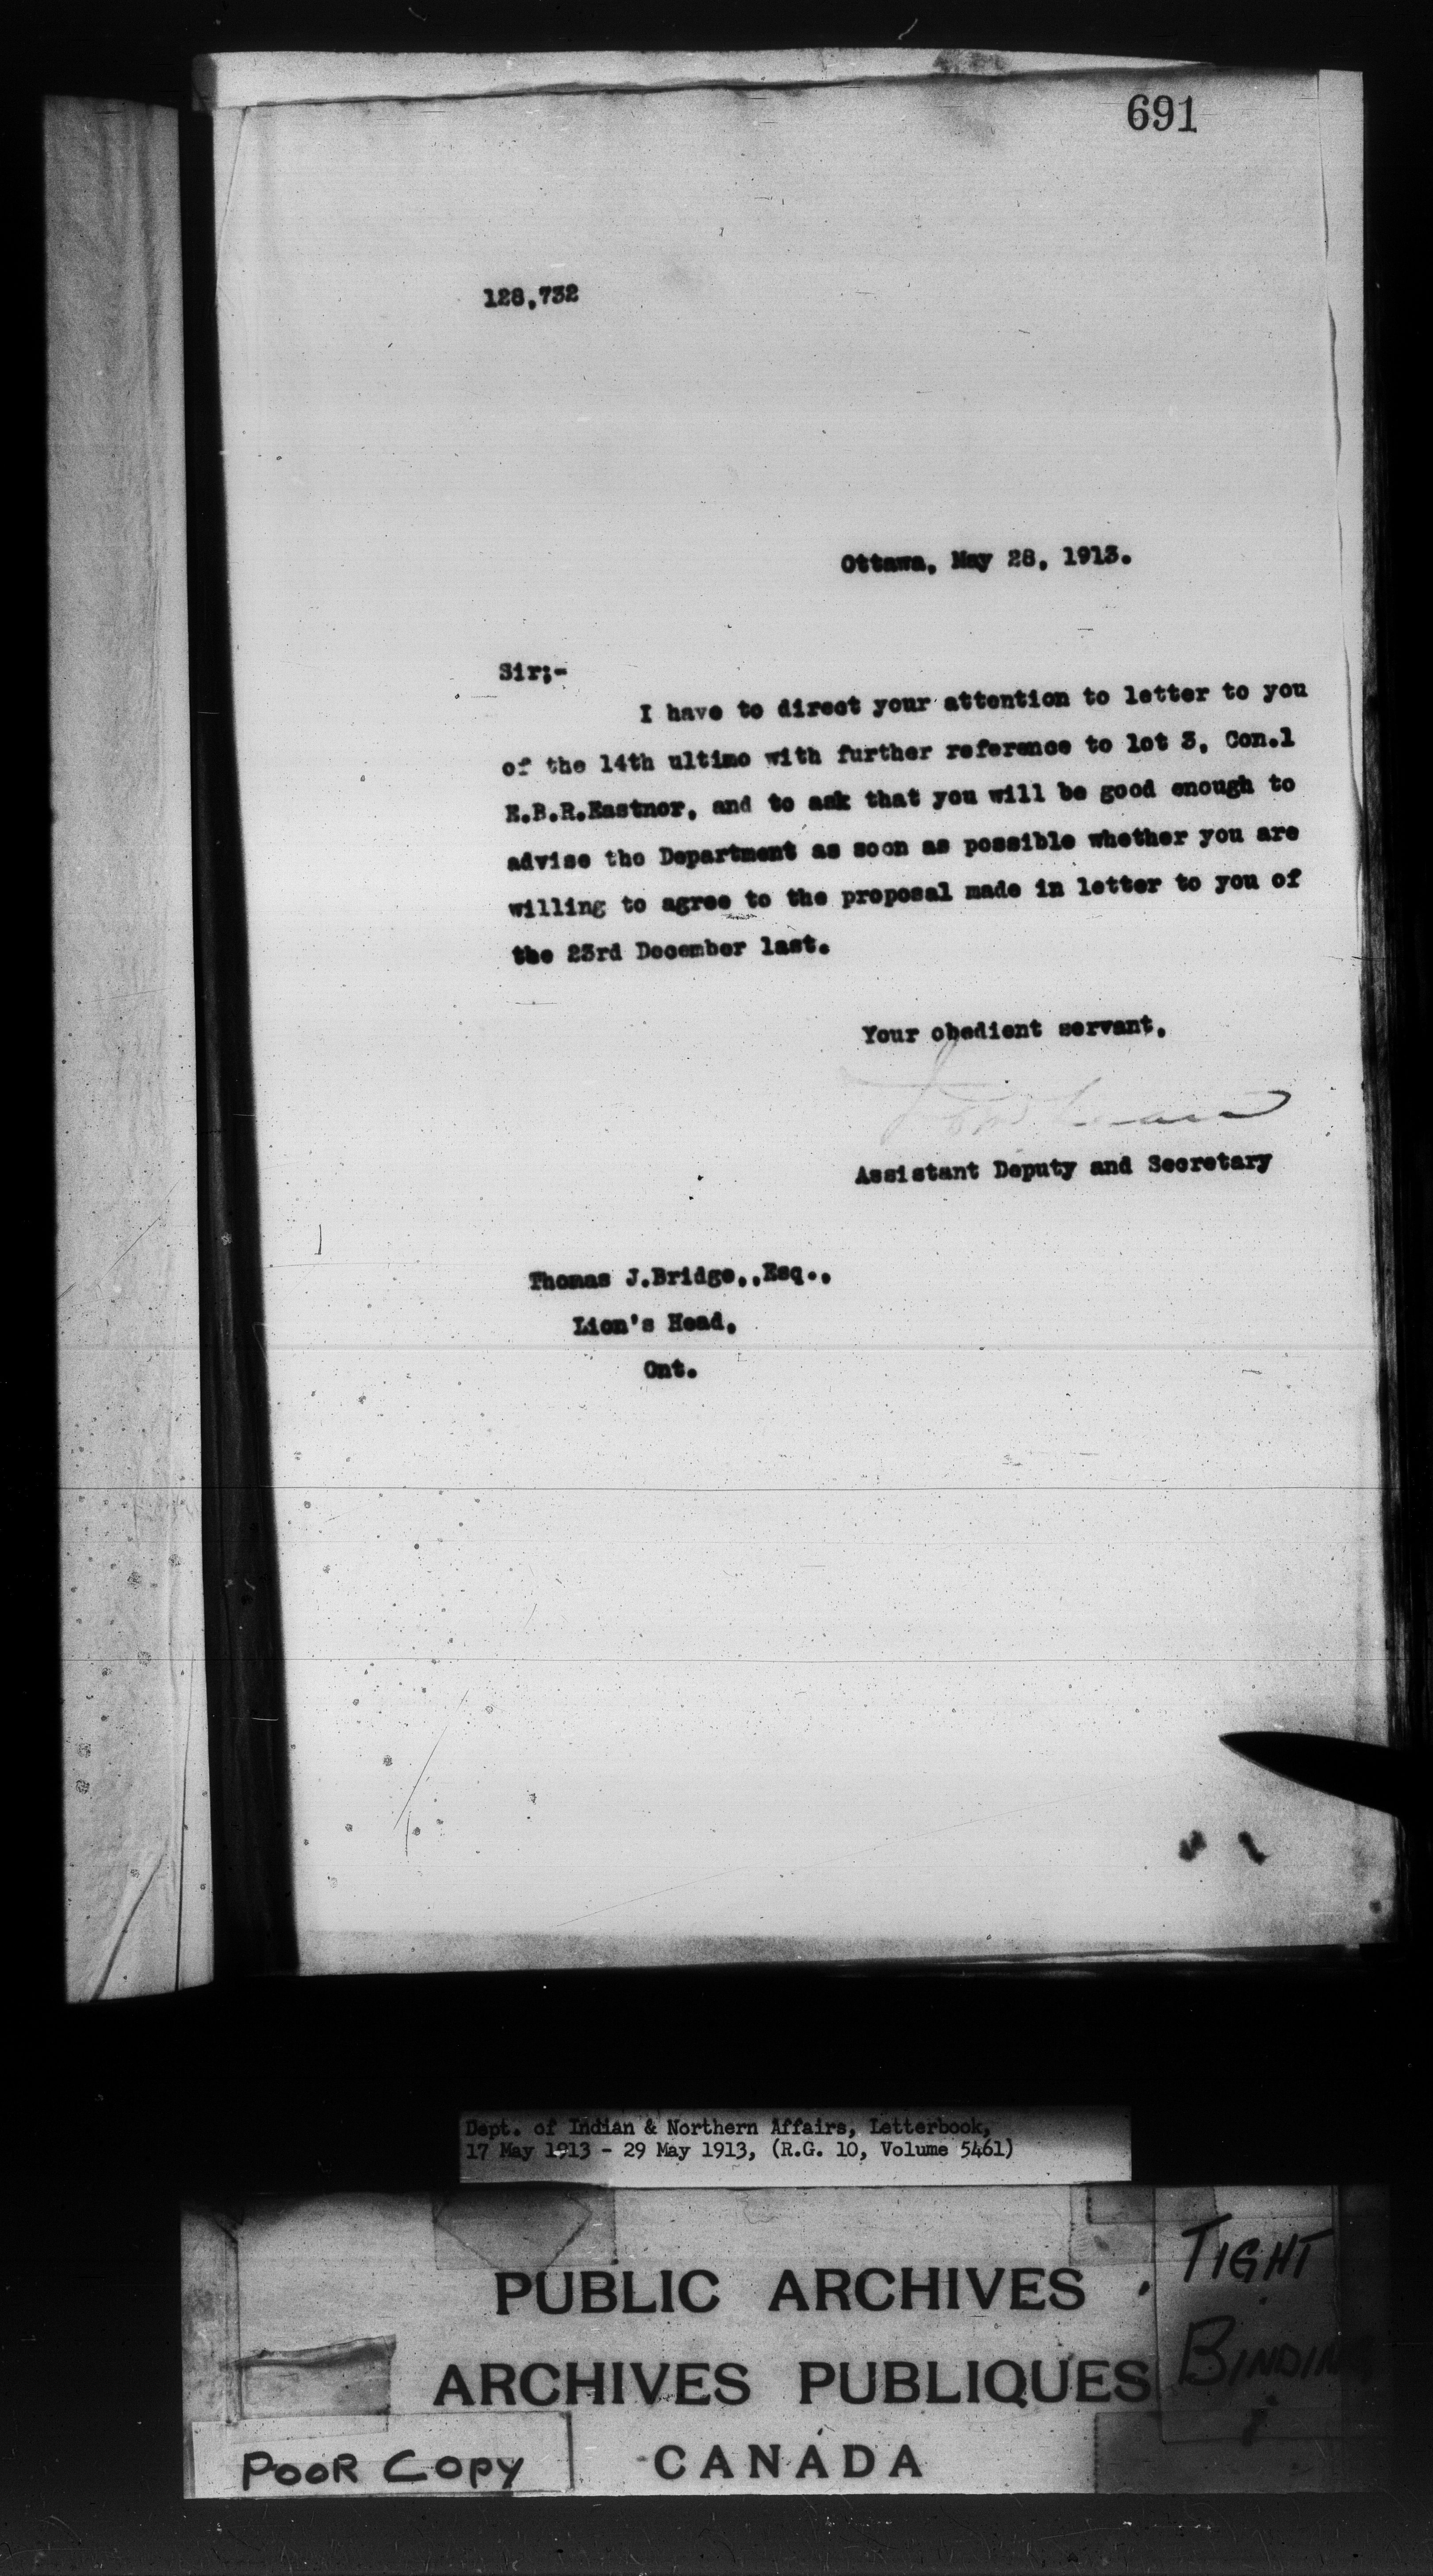 691
128,732
Ottawa, May 28, 1913.
Sir;-
I have to direct your attention to letter to you
of the 14th ultimo with further reference to lot 3, Con.1
E.B.R.Eastnor, and to ask that you will be good enough to
advise the Department as soon as possible whether you are
willing to agree to the proposal made in letter to you of
the 23rd December last.
Your obedient servant,
Assistant Deputy and Secretary
Thomas J.Bridge,,Esq.,
Lion's Head,
Ont.
Dept. of Indian & Northern Affairs, Letterbook,
17 May 1913 - 29 May 1913, (R.G. 10, Volume 5461)
PUBLIC ARCHIVES
ARCHIVES PUBLIQUES
CANADA
TIGHT
BINDIN
POOR COPY